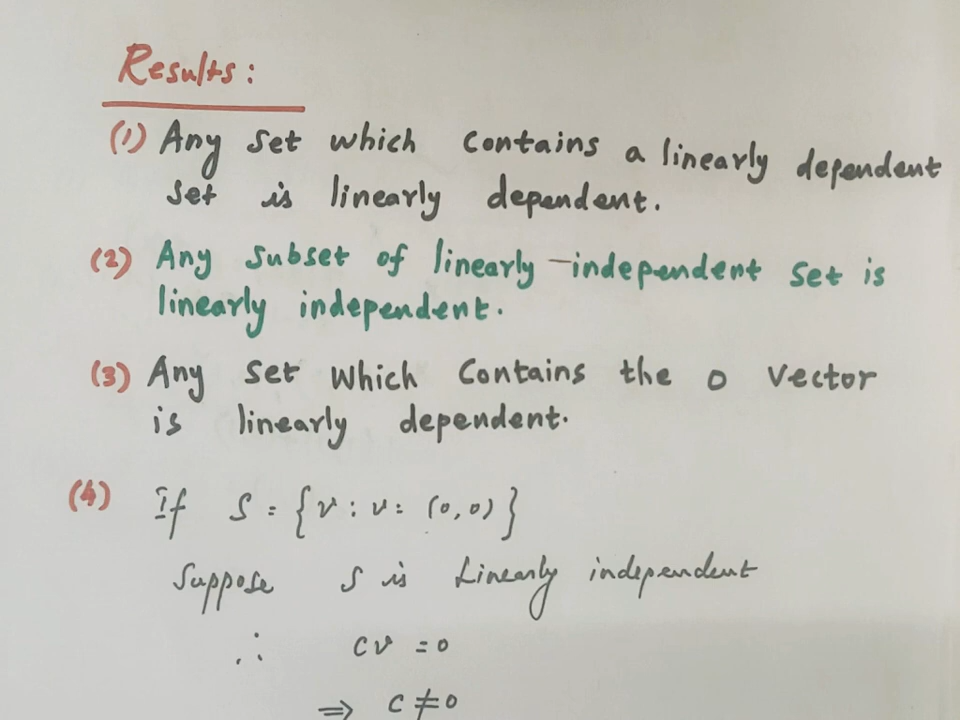 Results:
(1) Any set which contains a linearly dependent
set is linearly dependent.
(2) Any subset of linearly-independent set is
linearly independent.
(3) Any set which contains the 0 vector
is linearly dependent.
(4) If S = {v : v = (0,0)}
Suppose S is Linearly independent
∴ cv = 0
⇒ c ≠ 0